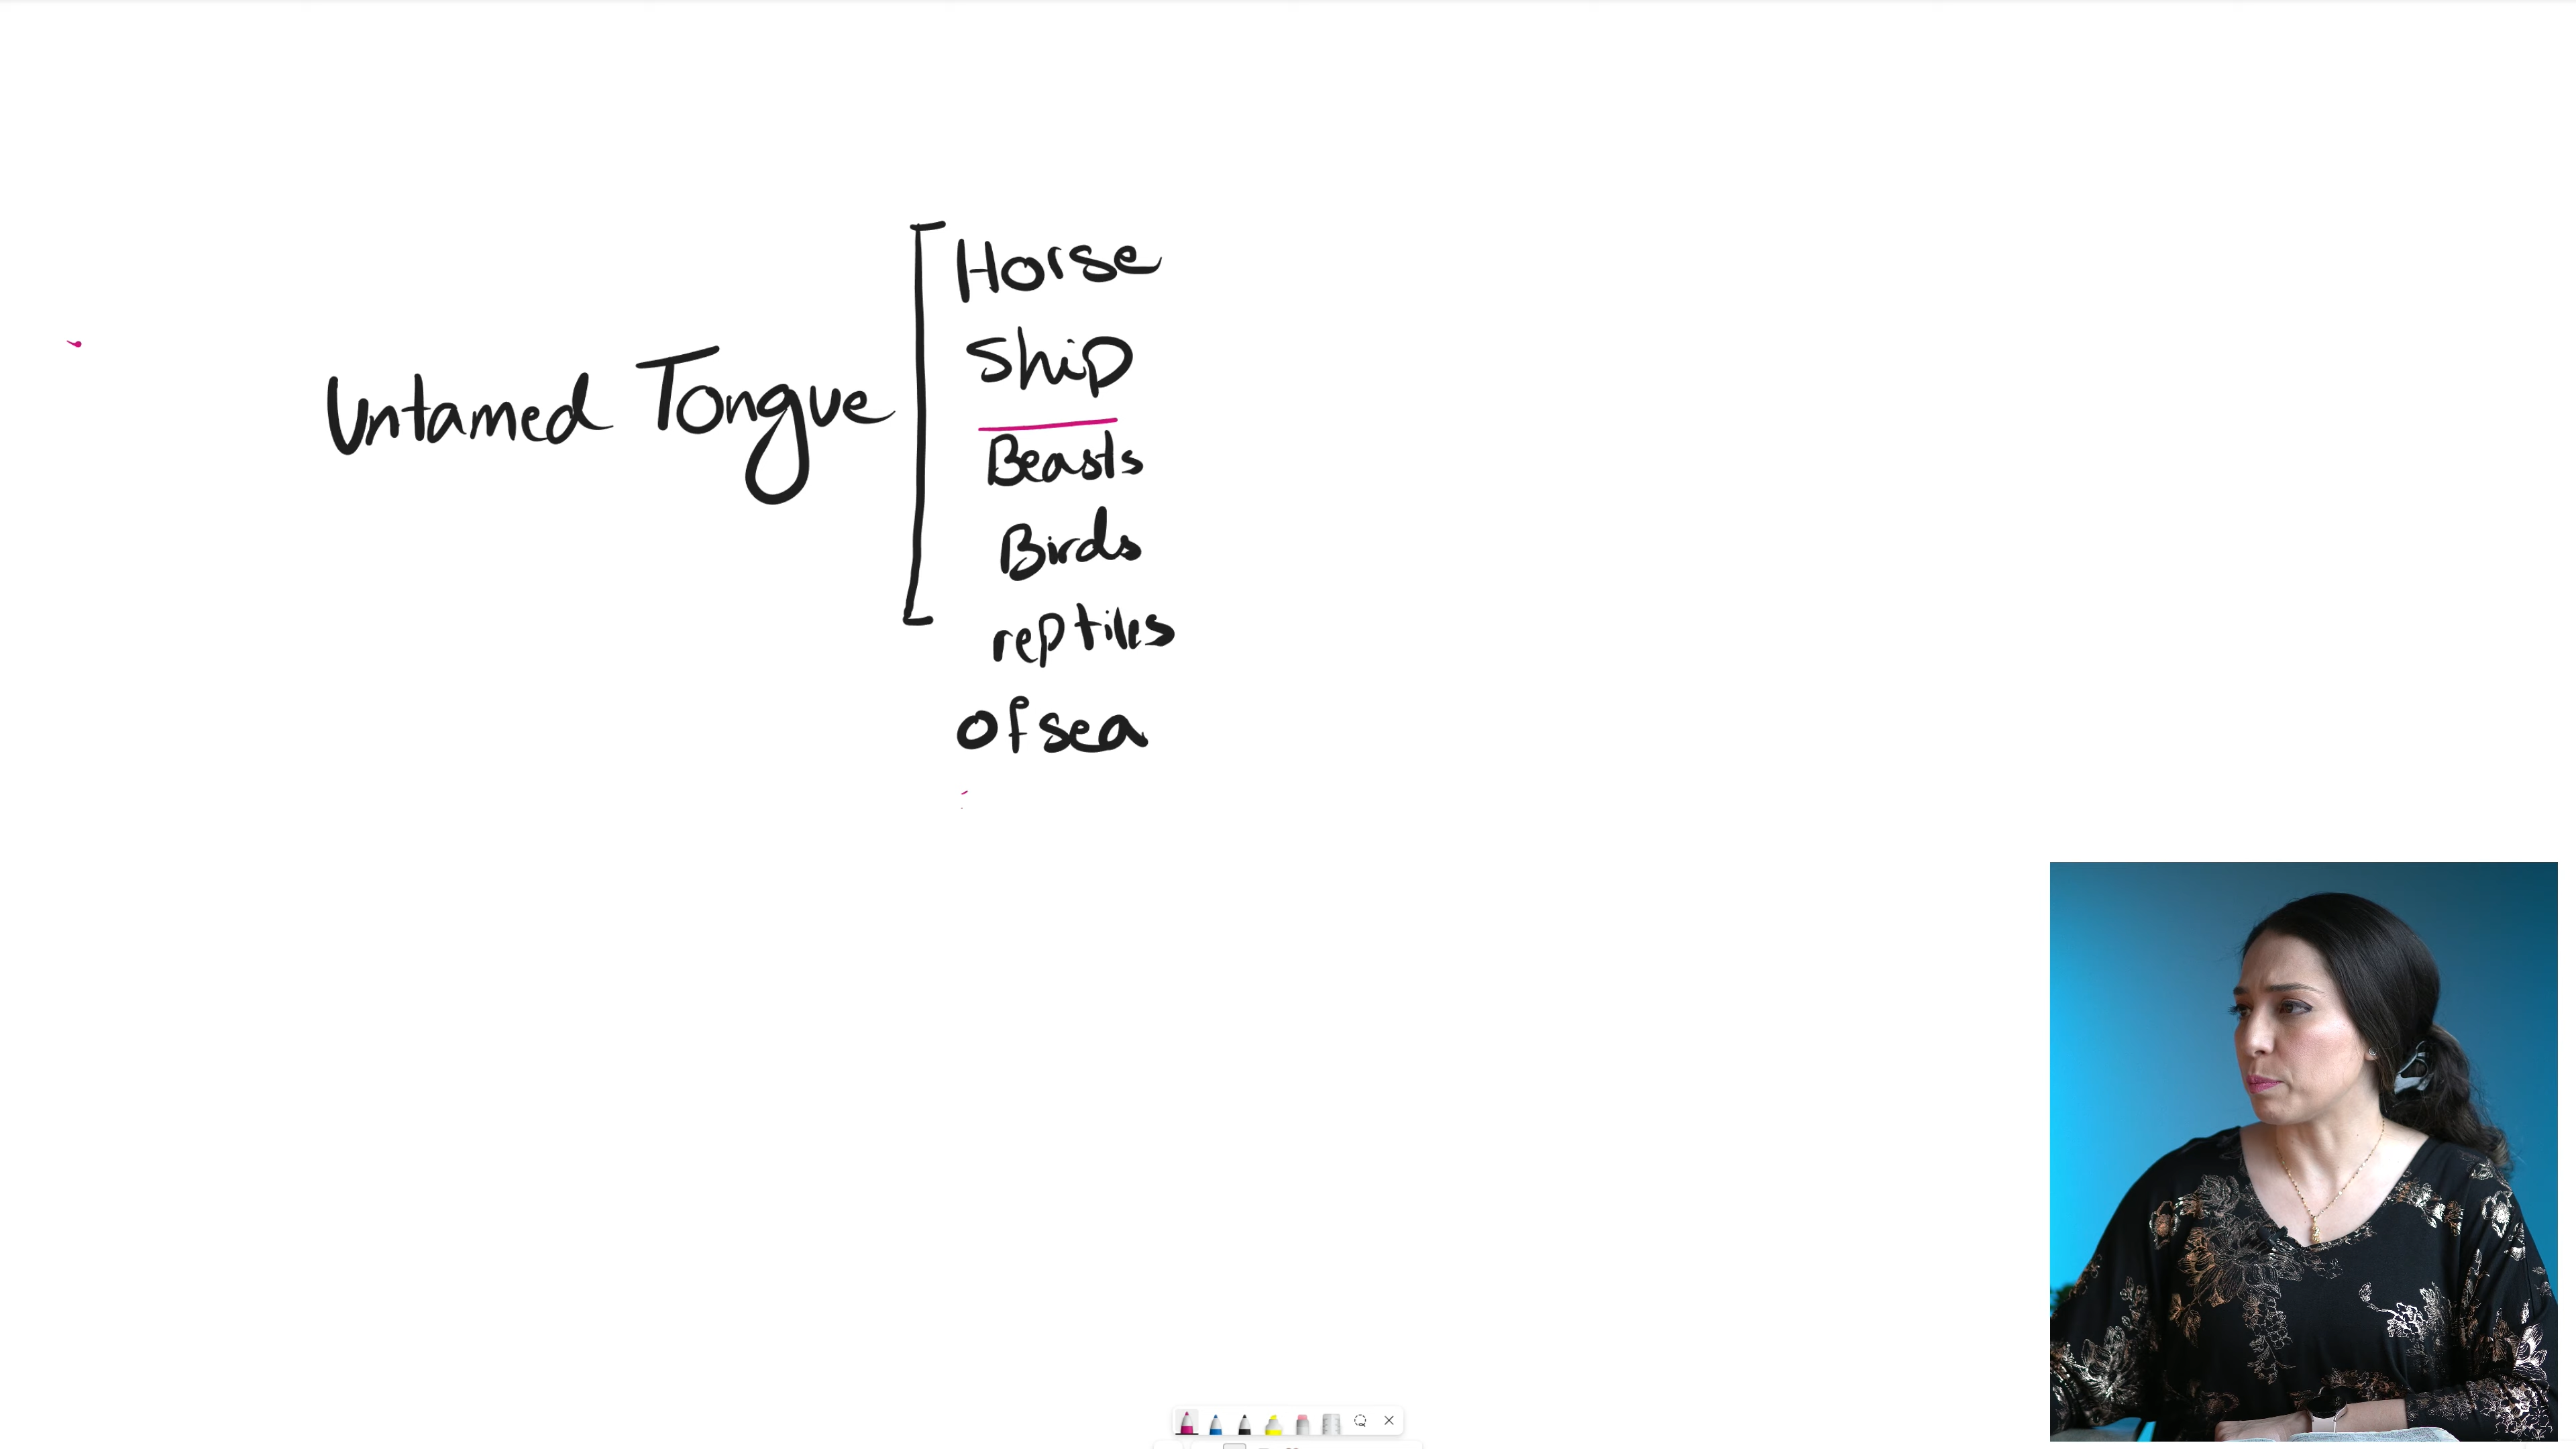 Untamed Tongue
Horse
Ship
Beasts
Birds
reptiles
of sea